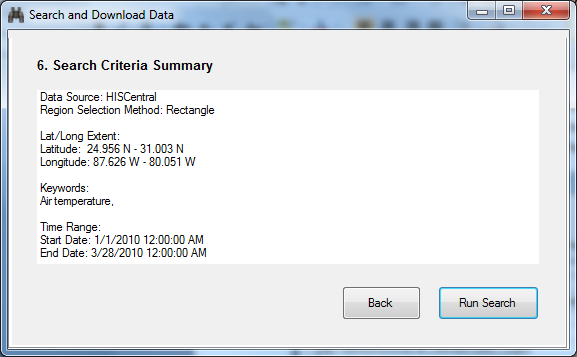 Search and Download Data
6. Search Criteria Summary
Data Source: HISCentral
Region Selection Method: Rectangle
Lat/Long Extent:
Latitude:  24.956 N - 31.003 N
Longitude: 87.626 W - 80.051 W
Keywords:
Air temperature,
Time Range:
Start Date: 1/1/2010 12:00:00 AM
End Date: 3/28/2010 12:00:00 AM
Back
Run Search